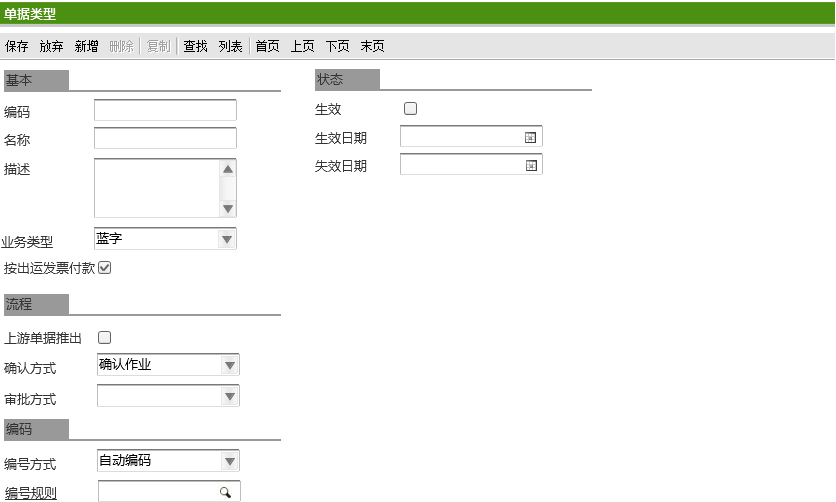 单据类型
保存 放弃 新增 删除 复制 查找 列表 首页 上页 下页 末页
基本
编码
名称
描述
业务类型 蓝字
按出运发票付款
流程
上游单据推出
确认方式 确认作业
审批方式
编码
编号方式 自动编码
编号规则
状态
生效
生效日期
失效日期